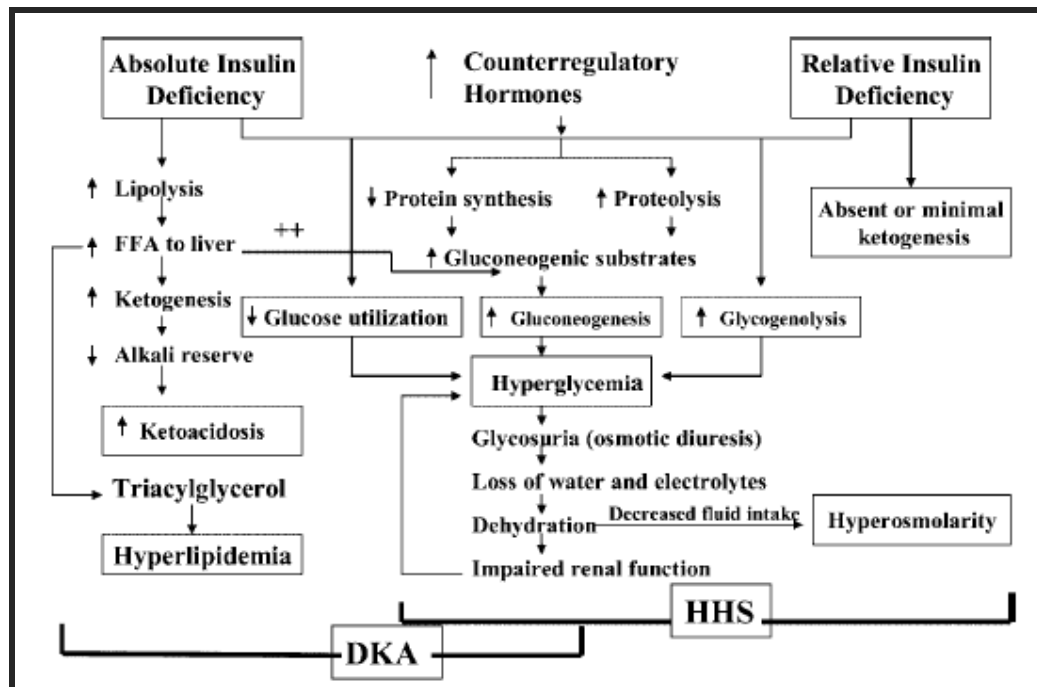 Absolute Insulin
Deficiency
↑ Counterregulatory
Hormones
Relative Insulin
Deficiency
↑ Lipolysis
↓ Protein synthesis
↑ Proteolysis
Absent or minimal
ketogenesis
↑ FFA to liver
++
↑ Gluconeogenic substrates
↑ Ketogenesis
↓ Glucose utilization
↑ Gluconeogenesis
↑ Glycogenolysis
↓ Alkali reserve
Hyperglycemia
↑ Ketoacidosis
Glycosuria (osmotic diuresis)
Triacylglycerol
Loss of water and electrolytes
Dehydration
Decreased fluid intake
Hyperosmolarity
Hyperlipidemia
Impaired renal function
HHS
DKA